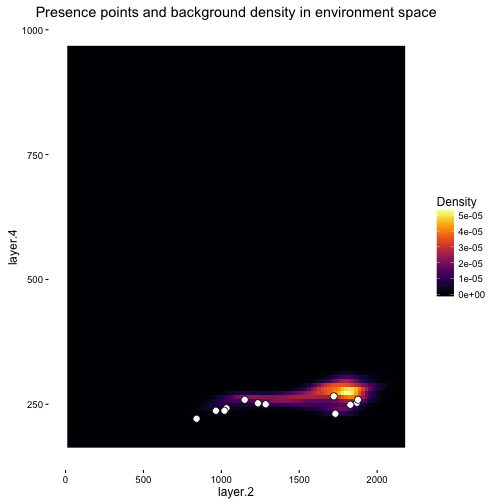 Presence points and background density in environment space
1000
750
500
250
layer.4
0
500
1000
1500
2000
layer.2
Density
5e-05
4e-05
3e-05
2e-05
1e-05
0e+00